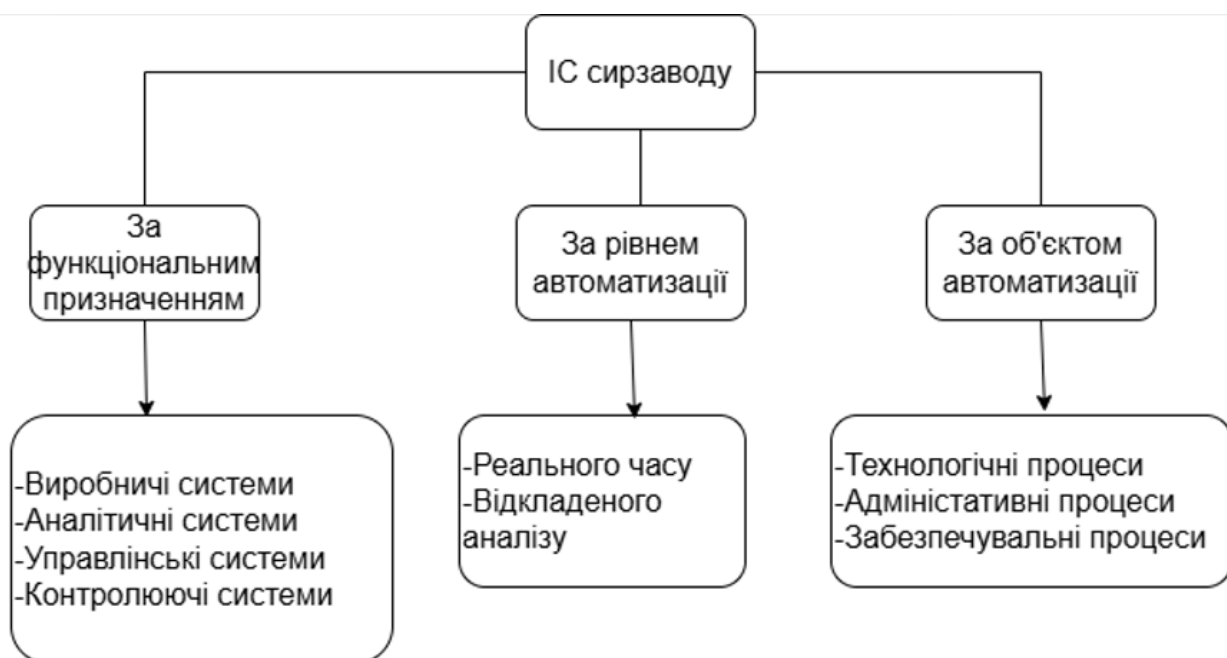 ІС сирзаводу
За
функціональним
призначенням
За рівнем
автоматизації
За об'єктом
автоматизації
-Виробничі системи
-Аналітичні системи
-Управлінські системи
-Контролюючі системи
-Реального часу
-Відкладеного
аналізу
-Технологічні процеси
-Адміністативні процеси
-Забезпечувальні процеси